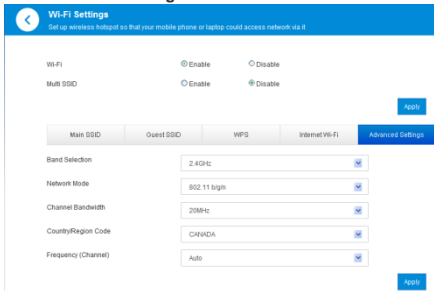 Wi-Fi Settings
Set up wireless hotspot so that your mobile phone or laptop could access network via it
Wi-Fi Enable Disable
Multi SSID Enable Disable
Apply
Main SSID Guest SSID WPS Internet Wi-Fi Advanced Settings
Band Selection 2.4GHz
Network Mode 802.11 b/g/n
Channel Bandwidth 20MHz
Country/Region Code CANADA
Frequency (Channel) Auto
Apply